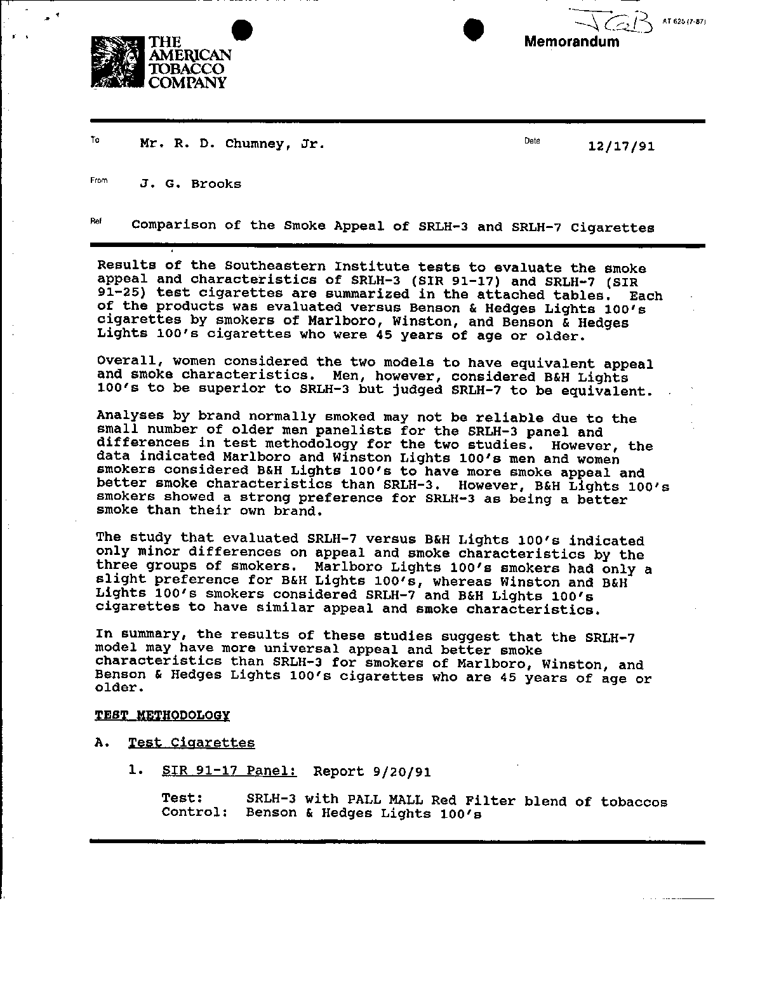 JGB
AT 626 (7-87)
THE
AMERICAN
TOBACCO
COMPANY
Memorandum
To Mr. R. D. Chumney, Jr. Date 12/17/91
From J. G. Brooks
Ref Comparison of the Smoke Appeal of SRLH-3 and SRLH-7 Cigarettes
Results of the Southeastern Institute tests to evaluate the smoke
appeal and characteristics of SRLH-3 (SIR 91-17) and SRLH-7 (SIR
91-25) test cigarettes are summarized in the attached tables. Each
of the products was evaluated versus Benson & Hedges Lights 100's
cigarettes by smokers of Marlboro, Winston, and Benson & Hedges
Lights 100's cigarettes who were 45 years of age or older.
Overall, women considered the two models to have equivalent appeal
and smoke characteristics. Men, however, considered B&H Lights
100's to be superior to SRLH-3 but judged SRLH-7 to be equivalent.
Analyses by brand normally smoked may not be reliable due to the
small number of older men panelists for the SRLH-3 panel and
differences in test methodology for the two studies. However, the
data indicated Marlboro and Winston Lights 100's men and women
smokers considered B&H Lights 100's to have more smoke appeal and
better smoke characteristics than SRLH-3. However, B&H Lights 100's
smokers showed a strong preference for SRLH-3 as being a better
smoke than their own brand.
The study that evaluated SRLH-7 versus B&H Lights 100's indicated
only minor differences on appeal and smoke characteristics by the
three groups of smokers. Marlboro Lights 100's smokers had only a
slight preference for B&H Lights 100's, whereas Winston and B&H
Lights 100's smokers considered SRLH-7 and B&H Lights 100's
cigarettes to have similar appeal and smoke characteristics.
In summary, the results of these studies suggest that the SRLH-7
model may have more universal appeal and better smoke
characteristics than SRLH-3 for smokers of Marlboro, Winston, and
Benson & Hedges Lights 100's cigarettes who are 45 years of age or
older.
TEST METHODOLOGY
A. Test Cigarettes
1. SIR 91-17 Panel: Report 9/20/91
Test: SRLH-3 with PALL MALL Red Filter blend of tobaccos
Control: Benson & Hedges Lights 100's